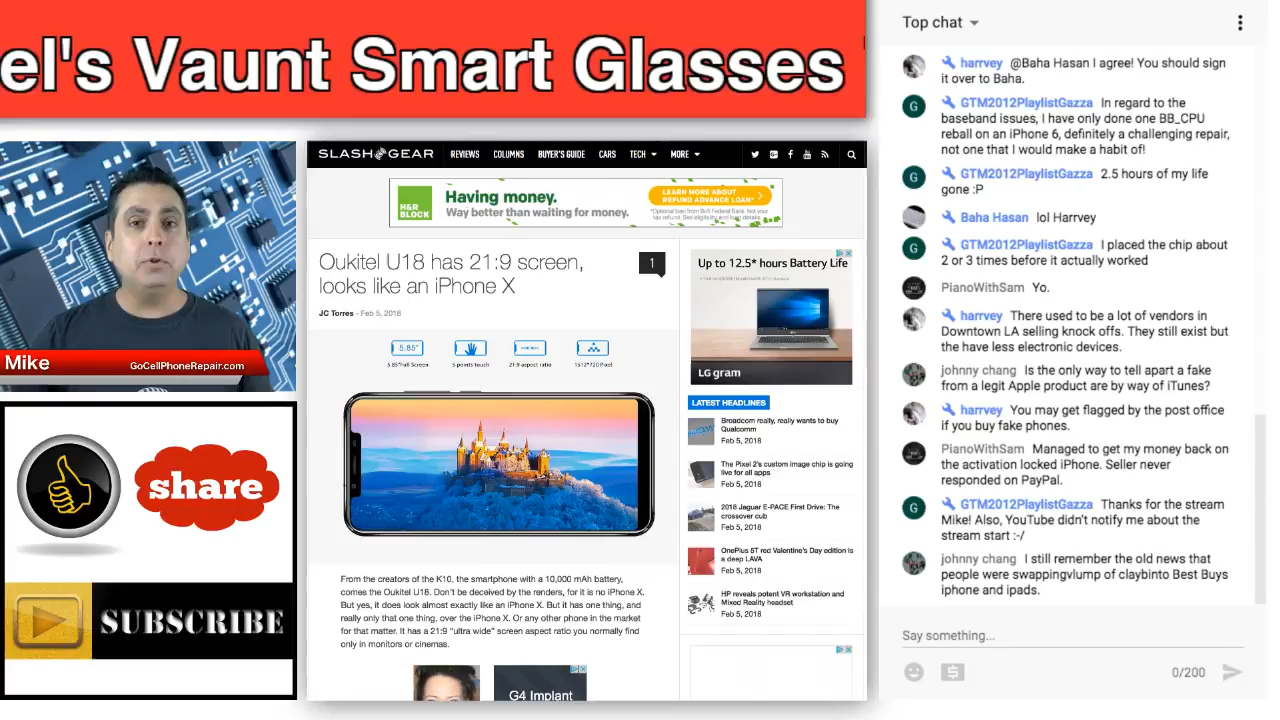 el's Vaunt Smart Glasses
Mike
GoCellPhoneRepair.com
share
SUBSCRIBE
SLASHGEAR
REVIEWS
COLUMNS
BUYER'S GUIDE
CARS
TECH
MORE
H&R
BLOCK
Having money.
Way better than waiting for money.
LEARN MORE ABOUT
REFUND ADVANCE LOAN*
Oukitel U18 has 21:9 screen,
looks like an iPhone X
1
JC Torres - Feb 5, 2018
5.85"
5.85"Full Screen
5 points touch
21:9 aspect ratio
1512*720 Pixel
From the creators of the K10, the smartphone with a 10,000 mAh battery,
comes the Oukitel U18. Don't be deceived by the renders, for it is no iPhone X.
But yes, it does look almost exactly like an iPhone X. But it has one thing, and
really only that one thing, over the iPhone X. Or any other phone in the market
for that matter. It has a 21:9 "ultra wide" screen aspect ratio you normally find
only in monitors or cinemas.
G4 Implant
Up to 12.5* hours Battery Life
LG gram
LATEST HEADLINES
Broadcom really, really wants to buy
Qualcomm
Feb 5, 2018
The Pixel 2's custom image chip is going
live for all apps
Feb 5, 2018
2018 Jaguar E-PACE First Drive: The
crossover cub
Feb 5, 2018
OnePlus 5T red Valentine's Day edition is
a deep LAVA
Feb 5, 2018
HP reveals potent VR workstation and
Mixed Reality headset
Feb 5, 2018
Top chat
harrvey @Baha Hasan I agree! You should sign
it over to Baha.
G
GTM2012PlaylistGazza In regard to the
baseband issues, I have only done one BB_CPU
reball on an iPhone 6, definitely a challenging repair,
not one that I would make a habit of!
G
GTM2012PlaylistGazza 2.5 hours of my life
gone :P
Baha Hasan lol Harvey
G
GTM2012PlaylistGazza I placed the chip about
2 or 3 times before it actually worked
PianoWithSam Yo.
harrvey There used to be a lot of vendors in
Downtown LA selling knock offs. They still exist but
the have less electronic devices.
johnny chang Is the only way to tell apart a fake
from a legit Apple product are by way of iTunes?
harrvey You may get flagged by the post office
if you buy fake phones.
PianoWithSam Managed to get my money back on
the activation locked iPhone. Seller never
responded on PayPal.
G
GTM2012PlaylistGazza Thanks for the stream
Mike! Also, YouTube didn't notify me about the
stream start :-/
johnny chang I still remember the old news that
people were swappingvlump of claybinto Best Buys
iphone and ipads.
Say something...
0/200